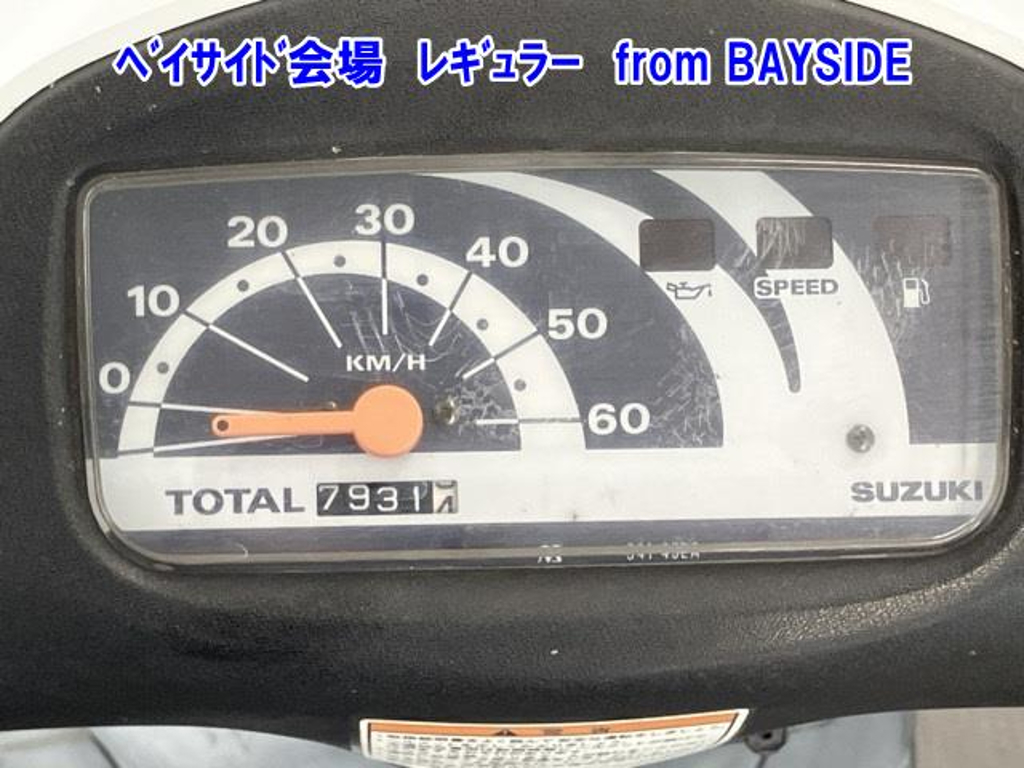 ﾍﾞｲｻｲﾄﾞ会場　ﾚｷﾞｭﾗｰ　from BAYSIDE
0
10
20
30
40
50
60
KM/H
SPEED
TOTAL 7931
SUZUKI